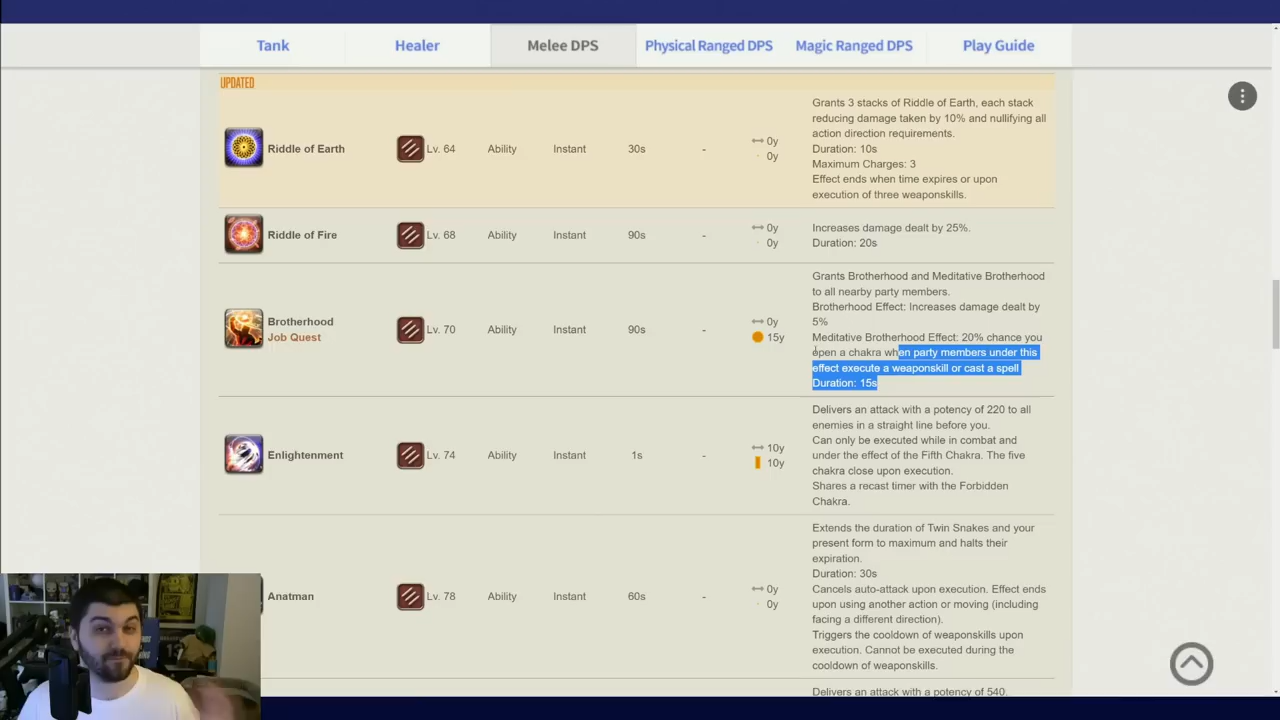 Tank
Healer
Melee DPS
Physical Ranged DPS
Magic Ranged DPS
Play Guide
UPDATED
Riddle of Earth
Lv. 64
Ability
Instant
30s
-
0y
0y
Grants 3 stacks of Riddle of Earth, each stack
reducing damage taken by 10% and nullifying all
action direction requirements.
Duration: 10s
Maximum Charges: 3
Effect ends when time expires or upon
execution of three weaponskills.
Riddle of Fire
Lv. 68
Ability
Instant
90s
-
0y
0y
Increases damage dealt by 25%.
Duration: 20s
Brotherhood
Job Quest
Lv. 70
Ability
Instant
90s
-
0y
15y
Grants Brotherhood and Meditative Brotherhood
to all nearby party members.
Brotherhood Effect: Increases damage dealt by
5%
Meditative Brotherhood Effect: 20% chance you
open a chakra when party members under this
effect execute a weaponskill or cast a spell
Duration: 15s
Enlightenment
Lv. 74
Ability
Instant
1s
-
10y
10y
Delivers an attack with a potency of 220 to all
enemies in a straight line before you.
Can only be executed while in combat and
under the effect of the Fifth Chakra. The five
chakra close upon execution.
Shares a recast timer with the Forbidden
Chakra.
Anatman
Lv. 78
Ability
Instant
60s
-
0y
0y
Extends the duration of Twin Snakes and your
present form to maximum and halts their
expiration.
Duration: 30s
Cancels auto-attack upon execution. Effect ends
upon using another action or moving (including
facing a different direction).
Triggers the cooldown of weaponskills upon
execution. Cannot be executed during the
cooldown of weaponskills.
Delivers an attack with a potency of 540.